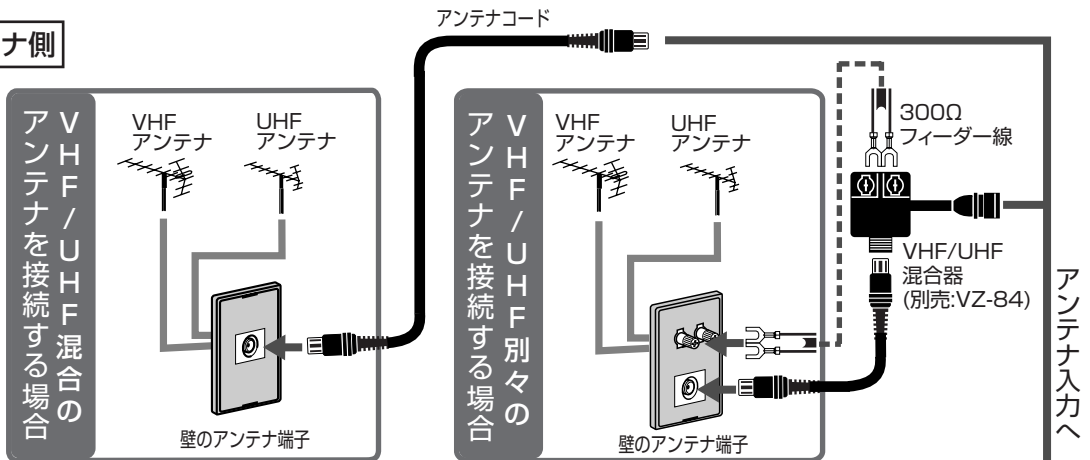 ナ側
アンテナコード
VHF/UHF混合の
アンテナを接続する場合
VHF
アンテナ
UHF
アンテナ
壁のアンテナ端子
VHF/UHF別々の
アンテナを接続する場合
VHF
アンテナ
UHF
アンテナ
壁のアンテナ端子
300Ω
フィーダー線
VHF/UHF
混合器
(別売:VZ-84)
アンテナ入力へ